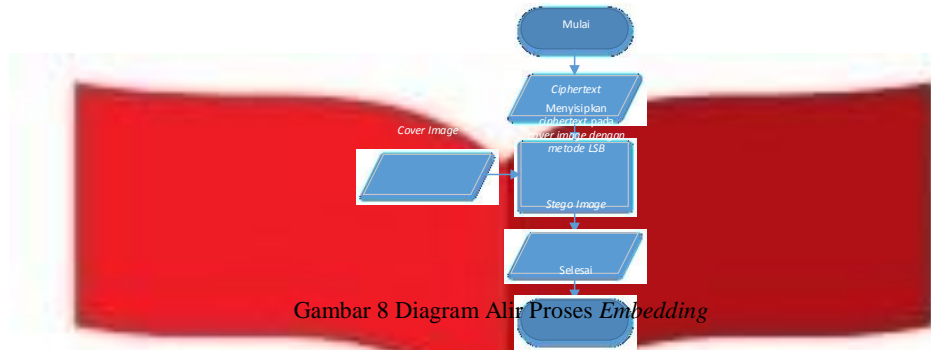 Mulai
Ciphertext
Menyisipkan
ciphertext pada
cover image dengan
metode LSB
Cover Image
Stego Image
Selesai
Gambar 8 Diagram Alir Proses Embedding